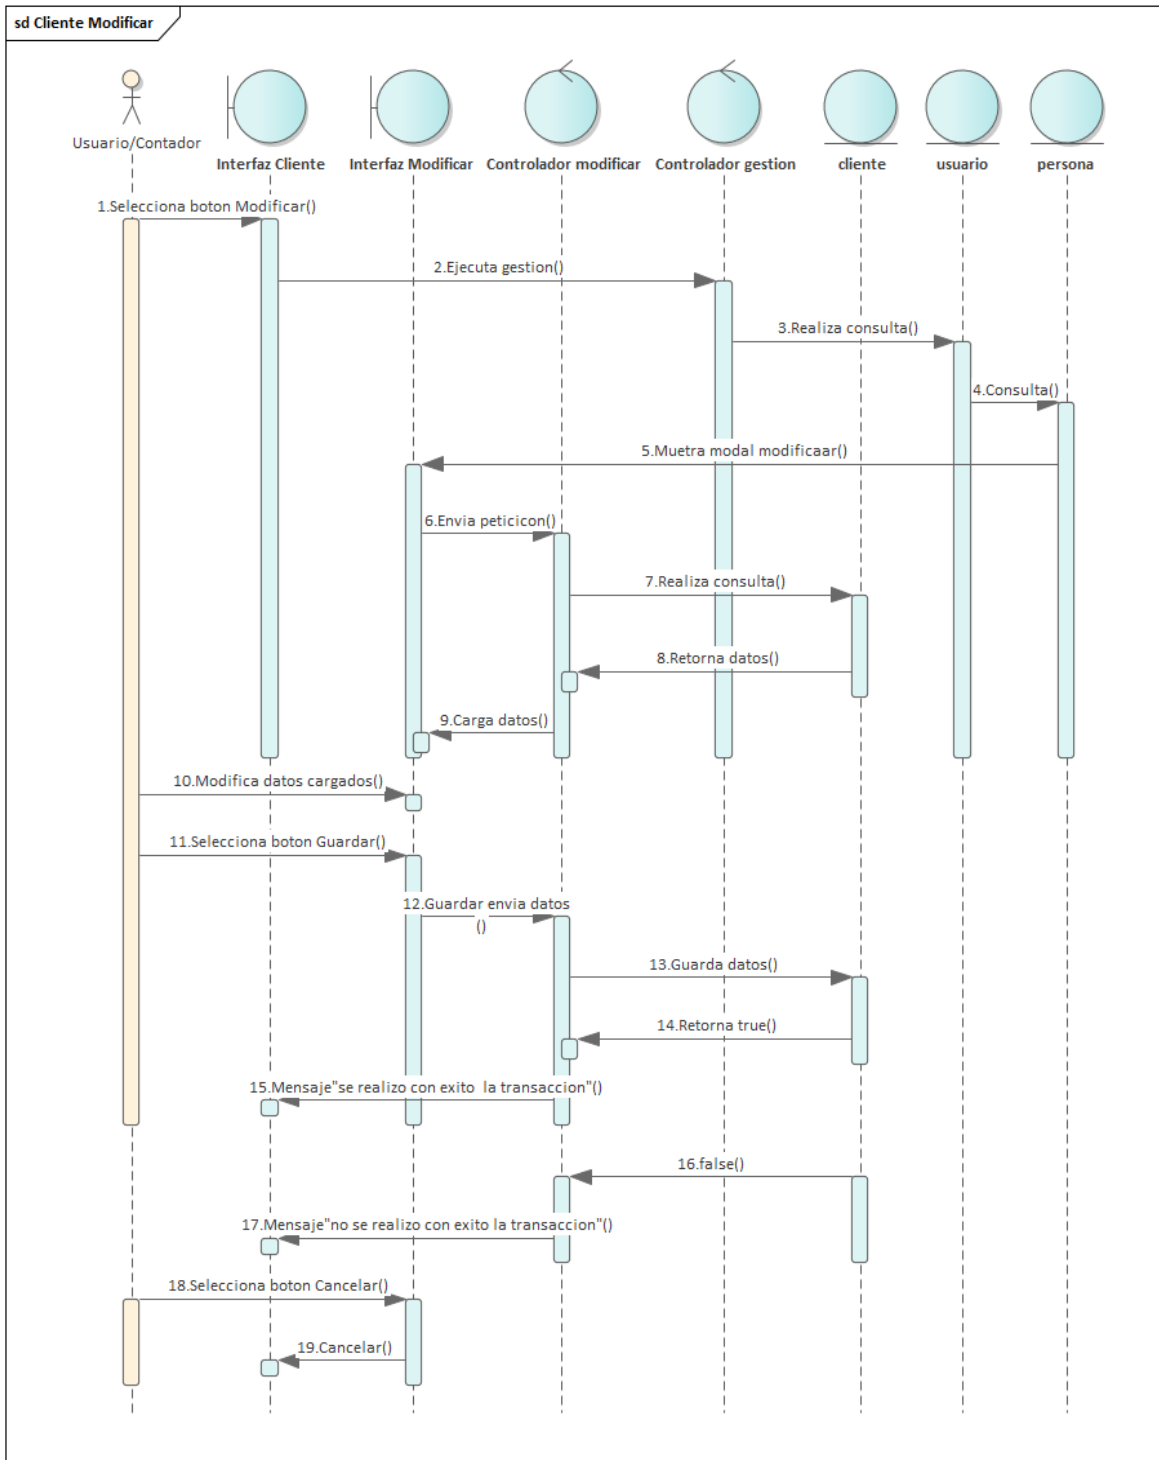 sd Cliente Modificar
Usuario/Contador
Interfaz Cliente
Interfaz Modificar
Controlador modificar
Controlador gestion
cliente
usuario
persona
1.Selecciona boton Modificar()
2.Ejecuta gestion()
3.Realiza consulta()
4.Consulta()
5.Muetra modal modificaar()
6.Envia peticicon()
7.Realiza consulta()
8.Retorna datos()
9.Carga datos()
10.Modifica datos cargados()
11.Selecciona boton Guardar()
12.Guardar envia datos
()
13.Guarda datos()
14.Retorna true()
15.Mensaje"se realizo con exito  la transaccion"()
16.false()
17.Mensaje"no se realizo con exito la transaccion"()
18.Selecciona boton Cancelar()
19.Cancelar()